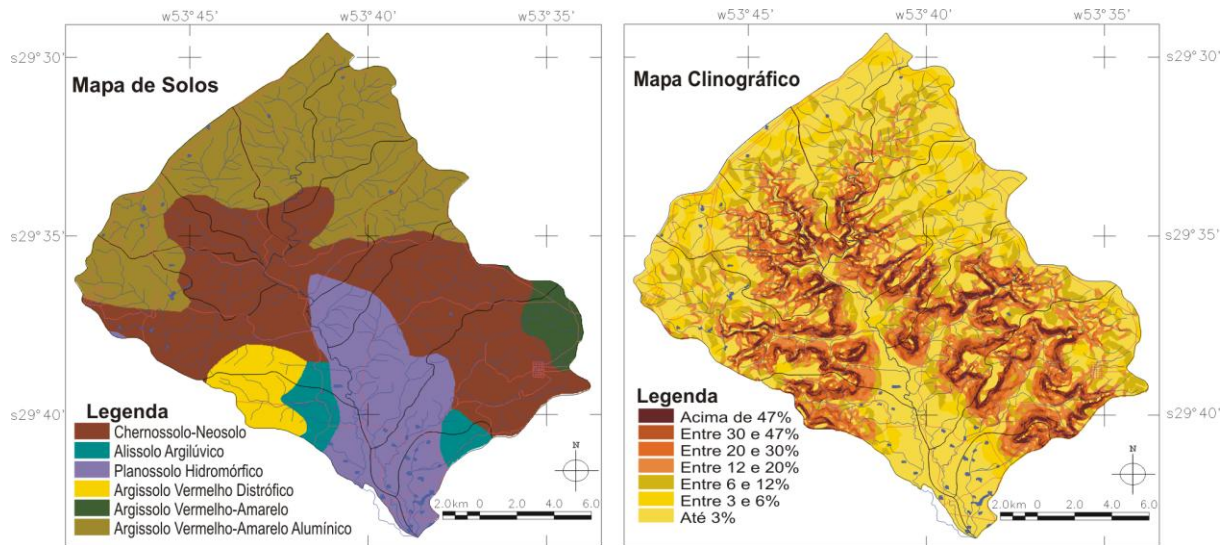 w53°45' w53°40' w53°35'
s29°30'
Mapa de Solos
s29°35'
s29°40'
Legenda
Chernossolo-Neosolo
Alissolo Argilúvico
Planossolo Hidromórfico
Argissolo Vermelho Distrófico
Argissolo Vermelho-Amarelo
Argissolo Vermelho-Amarelo Alumínico
N
2.0km 0 2.0 4.0 6.0
w53°45' w53°40' w53°35'
s29°30'
Mapa Clinográfico
s29°35'
s29°40'
Legenda
Acima de 47%
Entre 30 e 47%
Entre 20 e 30%
Entre 12 e 20%
Entre 6 e 12%
Entre 3 e 6%
Até 3%
N
2.0km 0 2.0 4.0 6.0